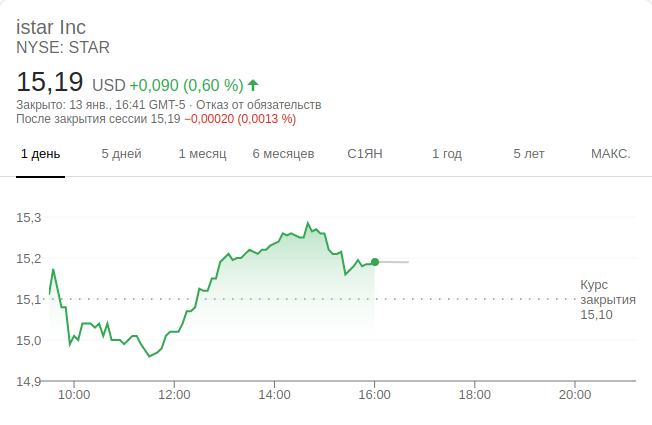 istar Inc
NYSE: STAR
15,19 USD +0,090 (0,60 %)
Закрыто: 13 янв., 16:41 GMT-5 · Отказ от обязательств
После закрытия сессии 15,19 −0,00020 (0,0013 %)
1 день 5 дней 1 месяц 6 месяцев С1ЯН 1 год 5 лет МАКС.
15,3
15,2
15,1
15,0
14,9
Курс
закрытия
15,10
10:00 12:00 14:00 16:00 18:00 20:00